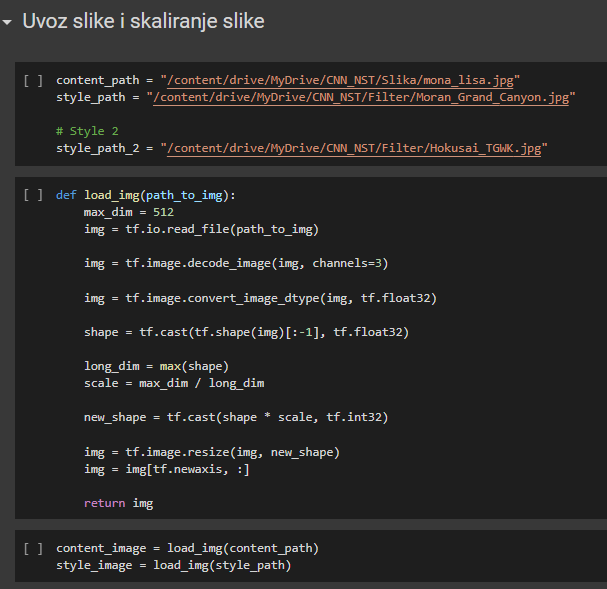 Uvoz slike i skaliranje slike
[ ] content_path = "/content/drive/MyDrive/CNN_NST/Slika/mona_lisa.jpg"
style_path = "/content/drive/MyDrive/CNN_NST/Filter/Moran_Grand_Canyon.jpg"
# Style 2
style_path_2 = "/content/drive/MyDrive/CNN_NST/Filter/Hokusai_TGWK.jpg"
[ ] def load_img(path_to_img):
max_dim = 512
img = tf.io.read_file(path_to_img)
img = tf.image.decode_image(img, channels=3)
img = tf.image.convert_image_dtype(img, tf.float32)
shape = tf.cast(tf.shape(img)[:-1], tf.float32)
long_dim = max(shape)
scale = max_dim / long_dim
new_shape = tf.cast(shape * scale, tf.int32)
img = tf.image.resize(img, new_shape)
img = img[tf.newaxis, :]
return img
[ ] content_image = load_img(content_path)
style_image = load_img(style_path)